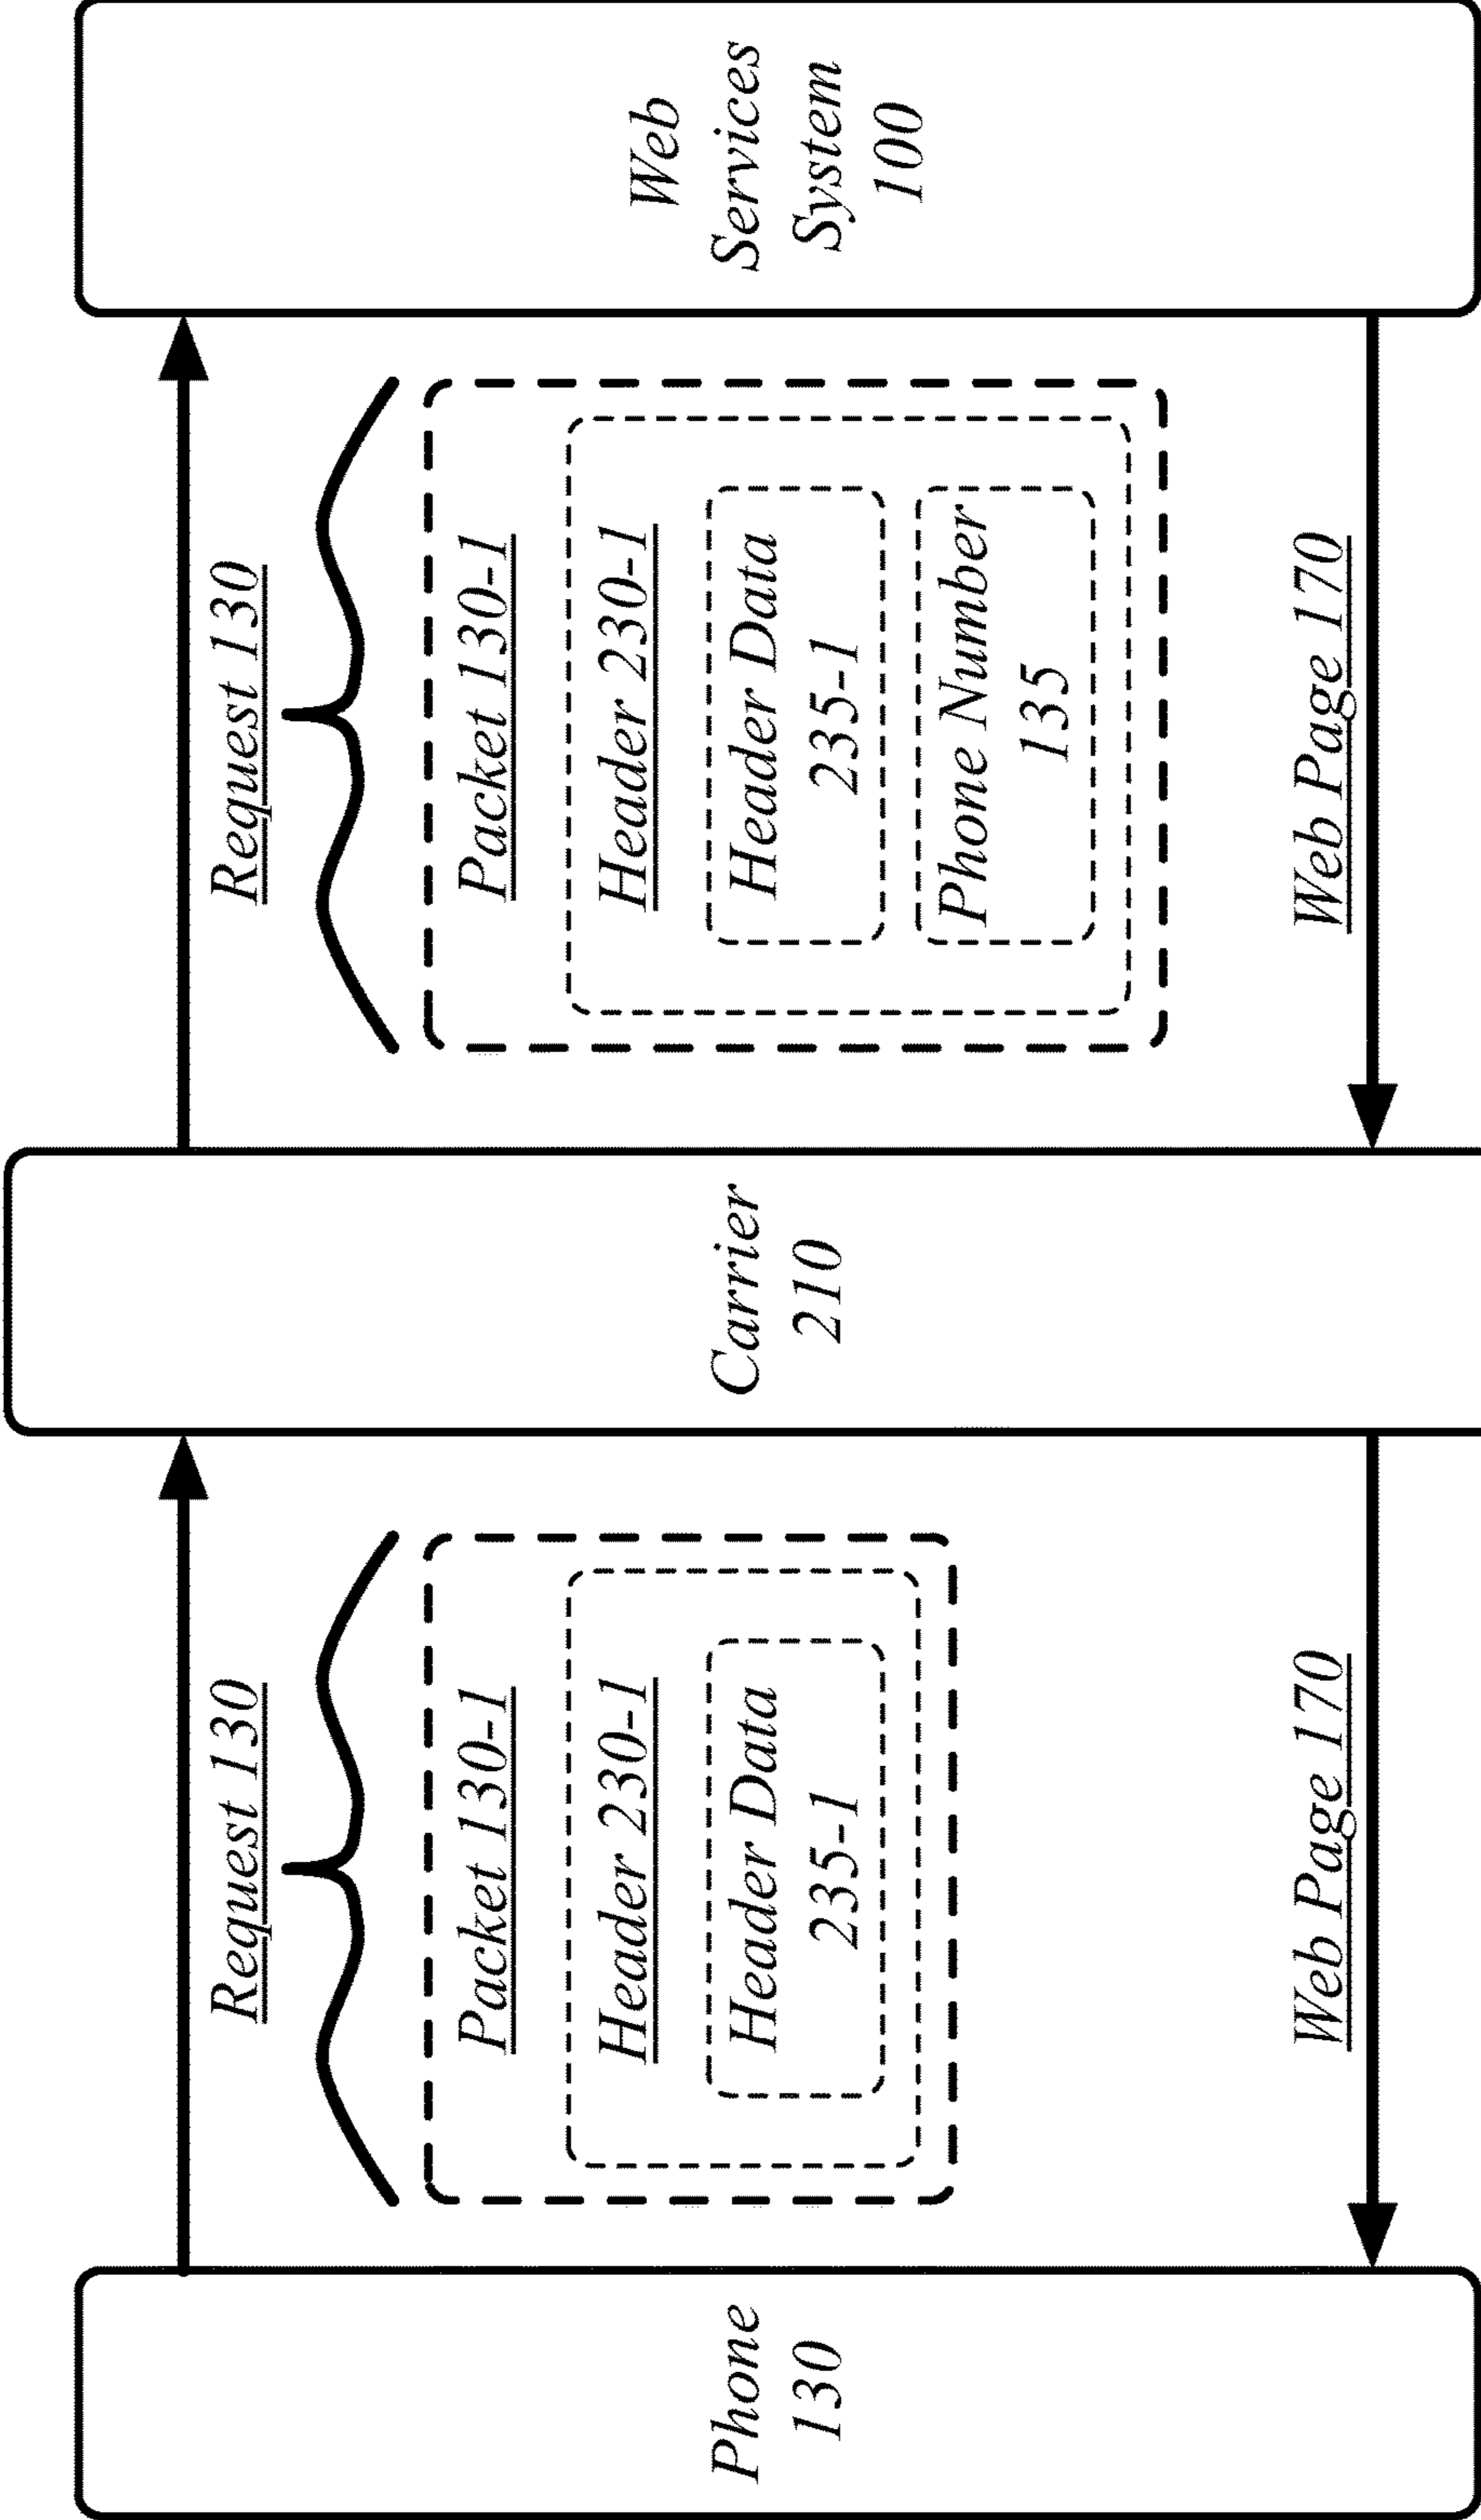 Phone
130
Request 130
Packet 130-1
Header 230-1
Header Data
235-1
Web Page 170
Carrier
210
Request 130
Packet 130-1
Header 230-1
Header Data
235-1
Phone Number
135
Web Page 170
Web
Services
System
100